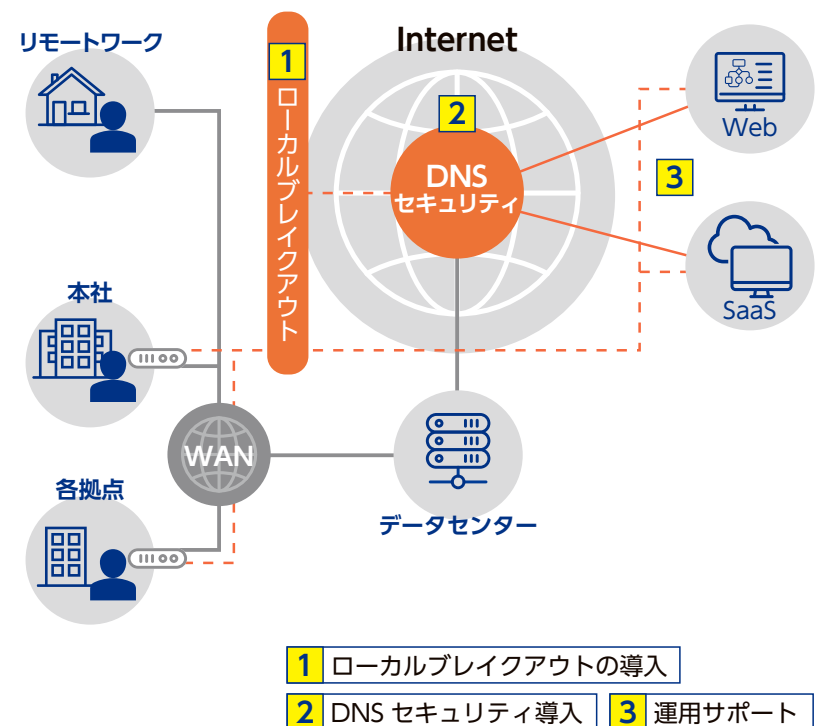 リモートワーク
1
ローカルブレイクアウト
Internet
2
DNS
セキュリティ
Web
3
SaaS
本社
WAN
各拠点
データセンター
1 ローカルブレイクアウトの導入
2 DNS セキュリティ導入
3 運用サポート